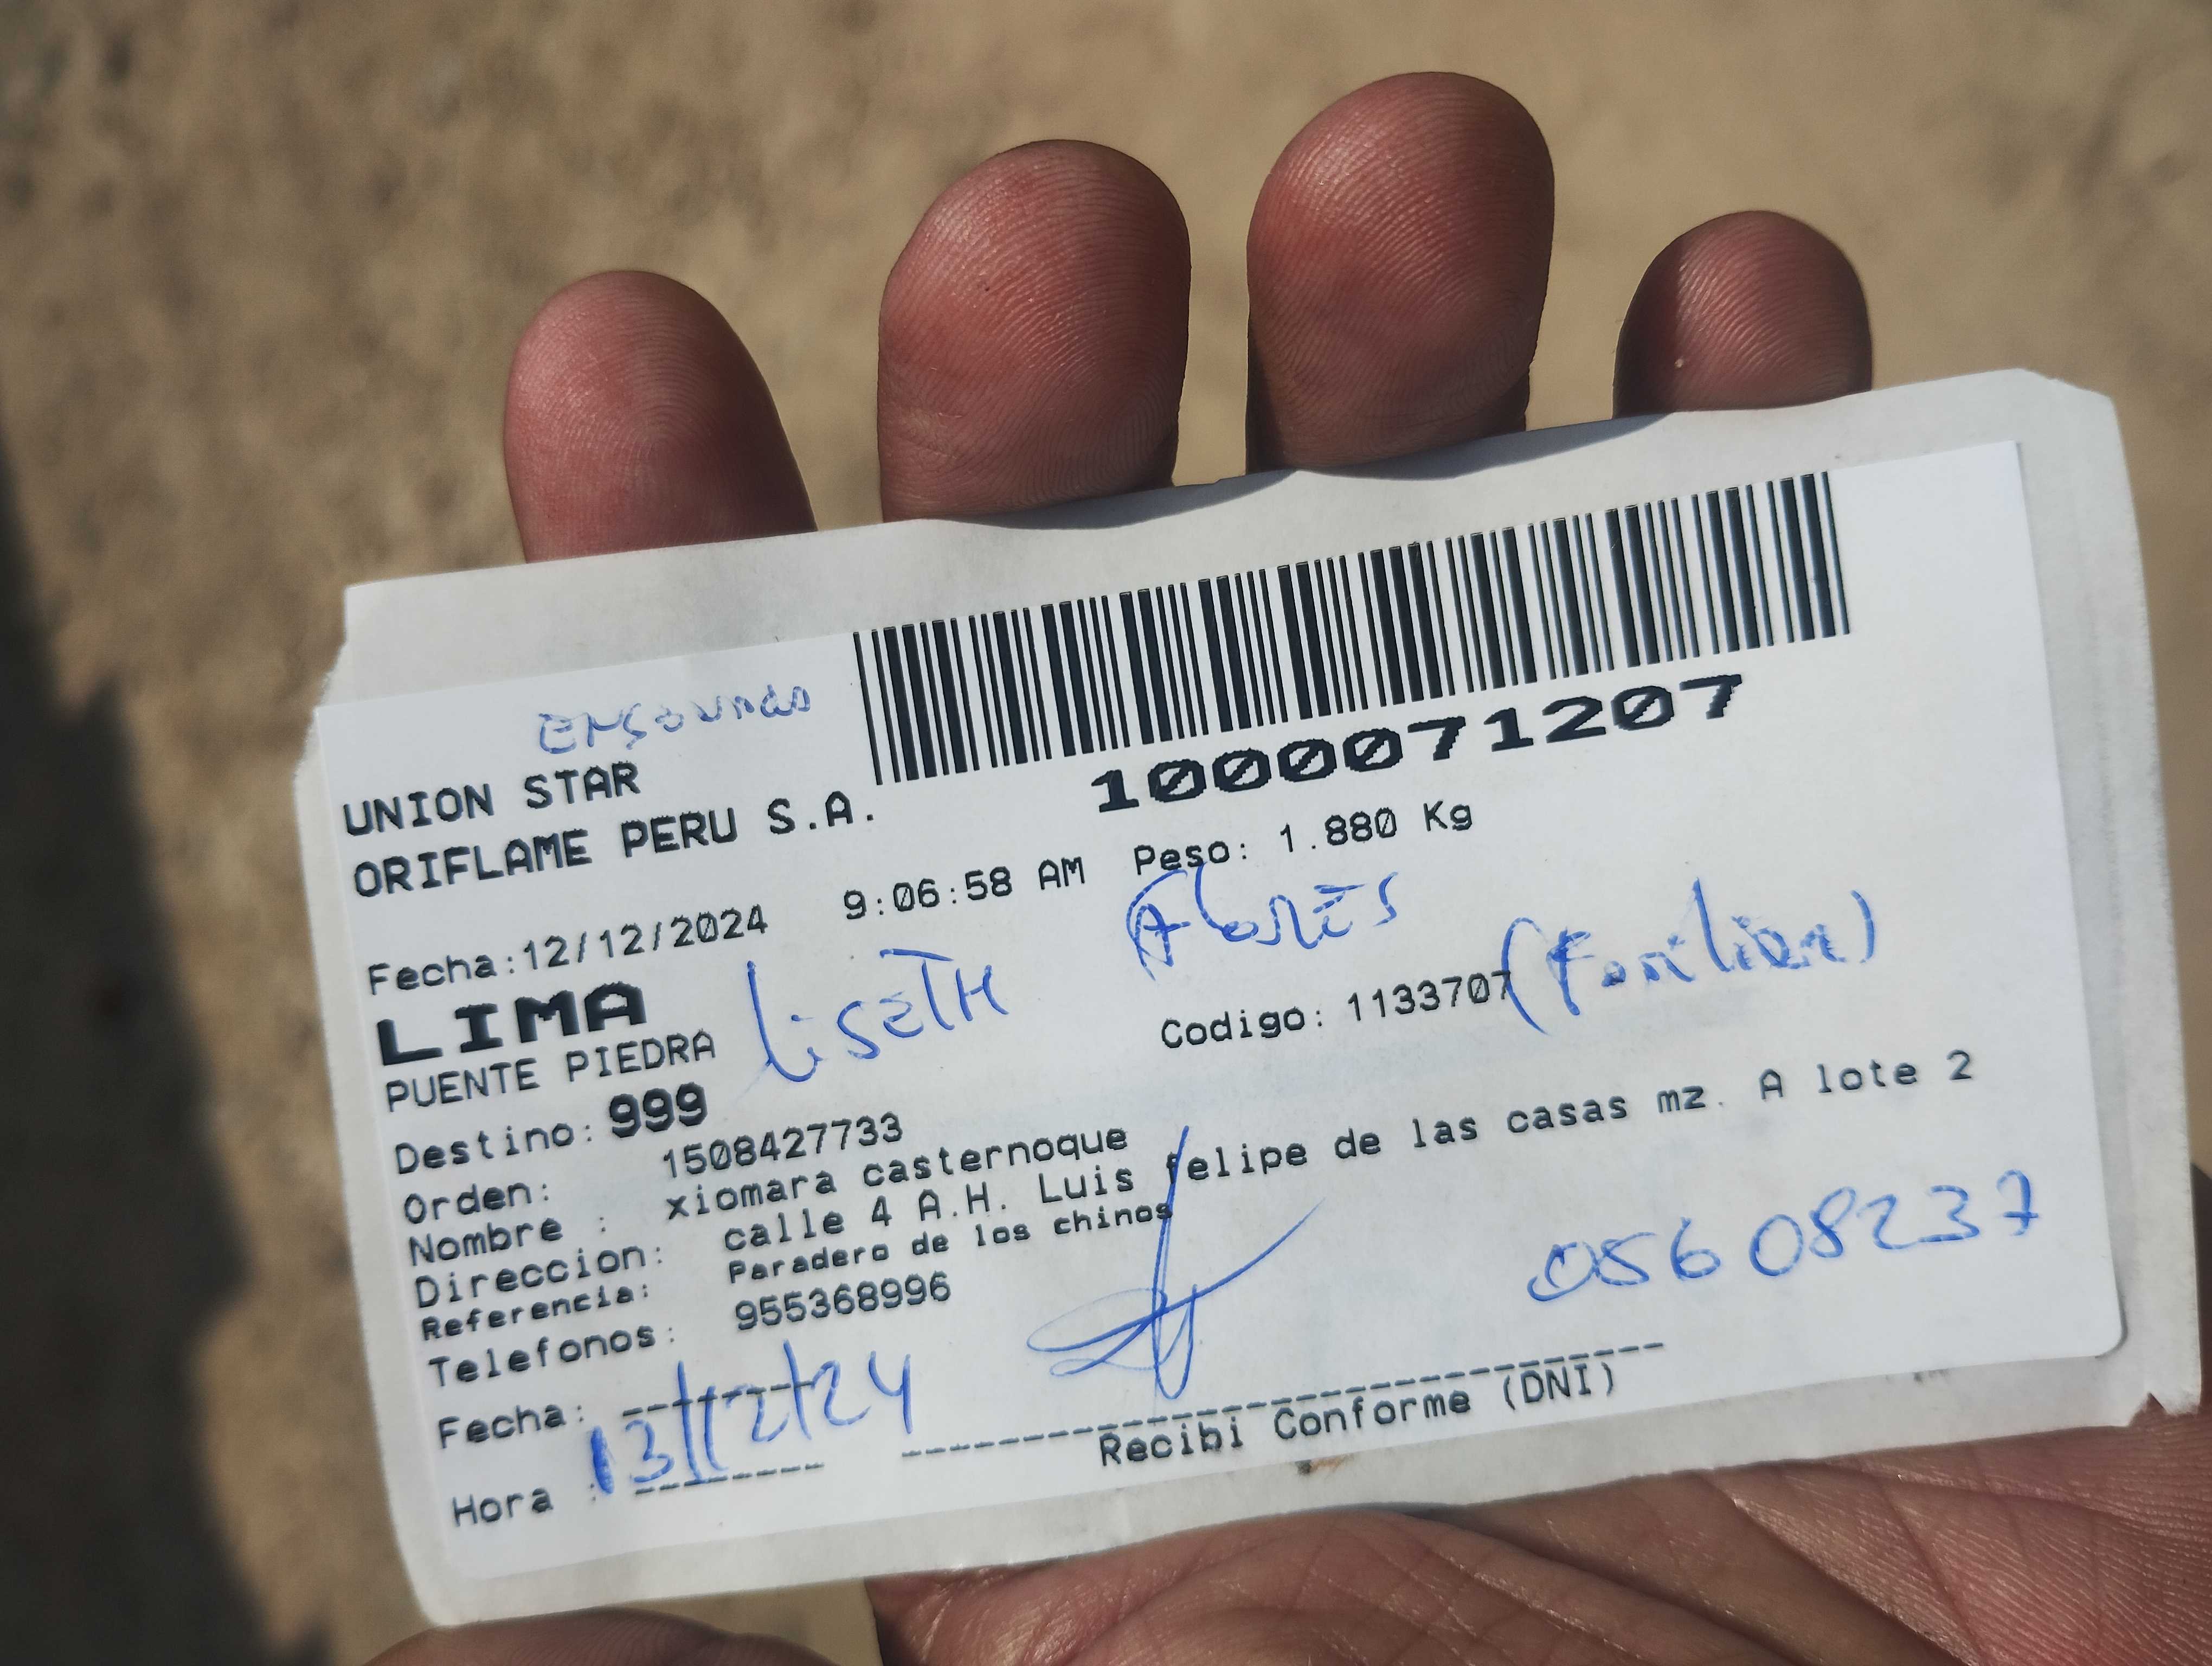 1000071207
UNION STAR
ORIFLAME PERU S.A.
Fecha:12/12/2024 9:06:58 AM Peso: 1.880 Kg
LIMA
LiSETH Flores (Familiar)
PUENTE PIEDRA Codigo: 1133707
Destino: 999
Orden: 1508427733
Nombre : xiomara casternoque
Direccion: calle 4 A.H. Luis felipe de las casas mz. A lote 2
Referencia: Paradero de los chinos
Telefonos: 955368996
05608237
Fecha: 13/12/24
Recibi Conforme (DNI)
Hora :